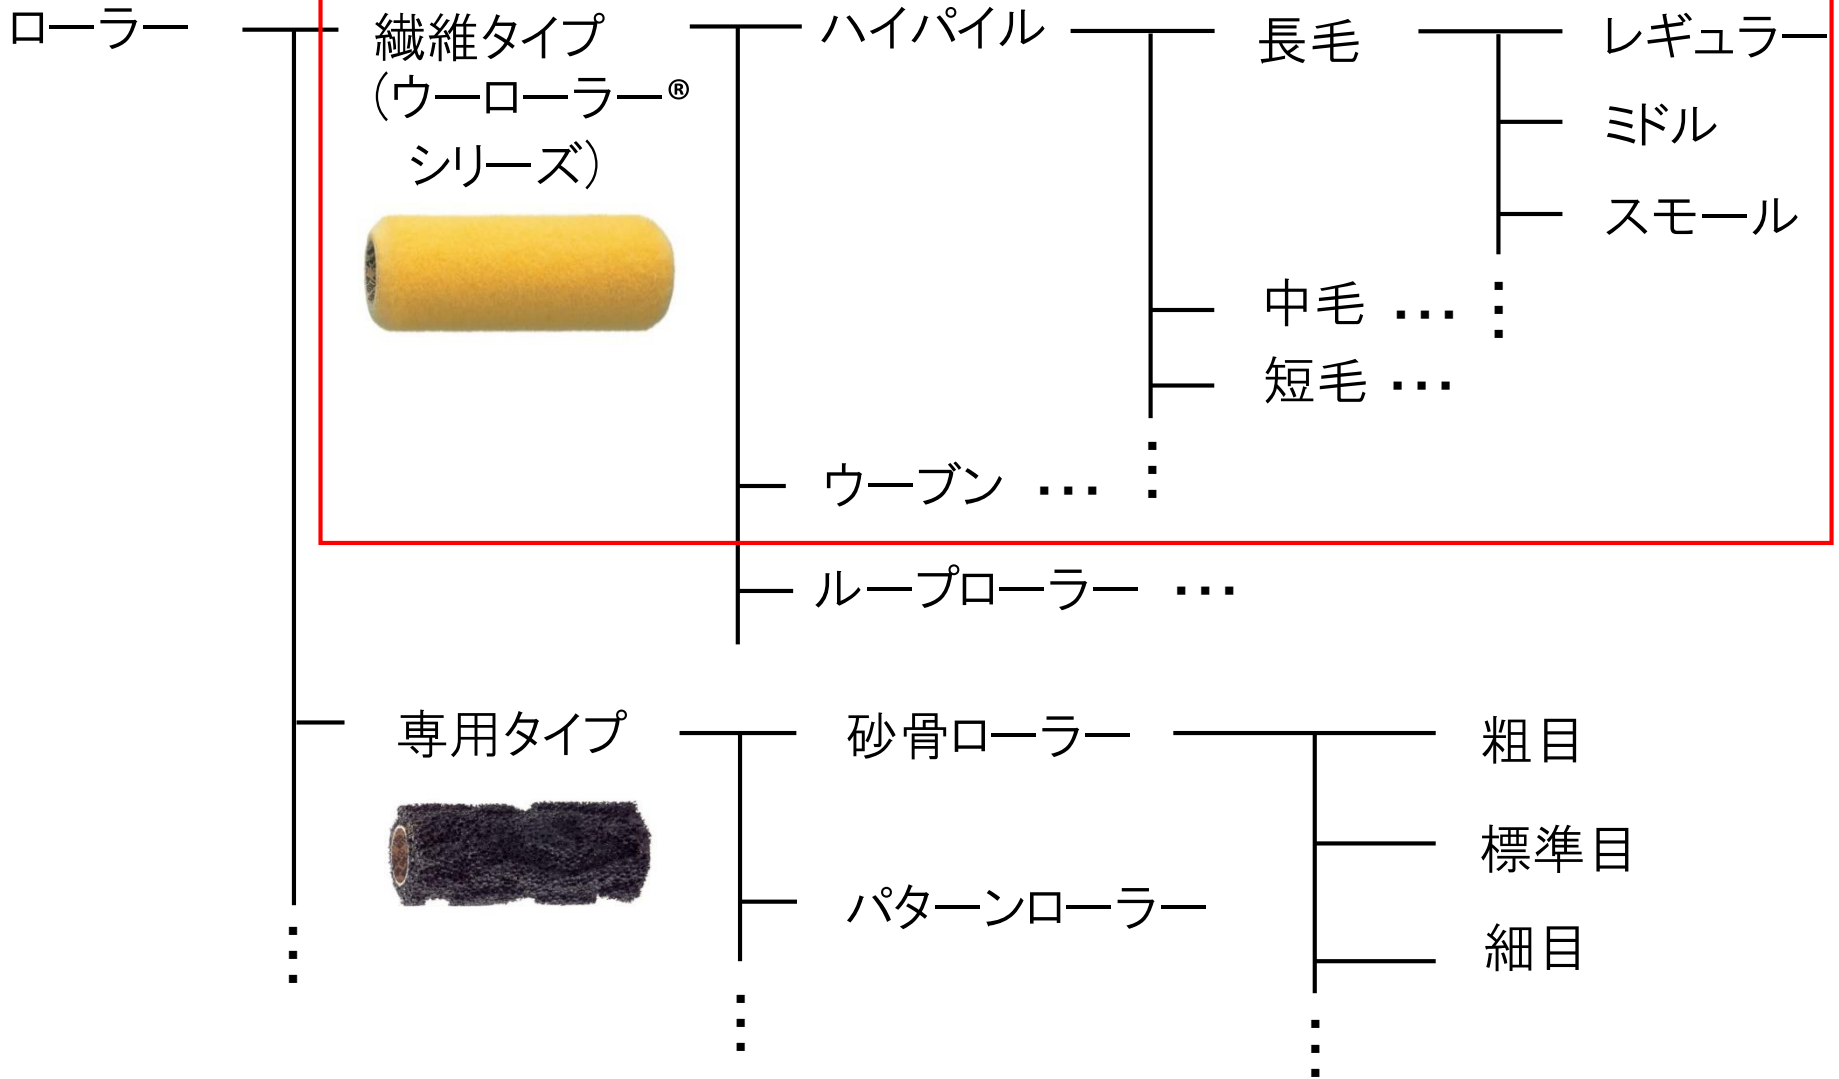 ローラー
繊維タイプ
（ウーローラー®
シリーズ）
ハイパイル
長毛
レギュラー
ミドル
スモール
中毛 …
短毛 …
ウーブン …
ループローラー …
専用タイプ
砂骨ローラー
粗目
標準目
細目
パターンローラー